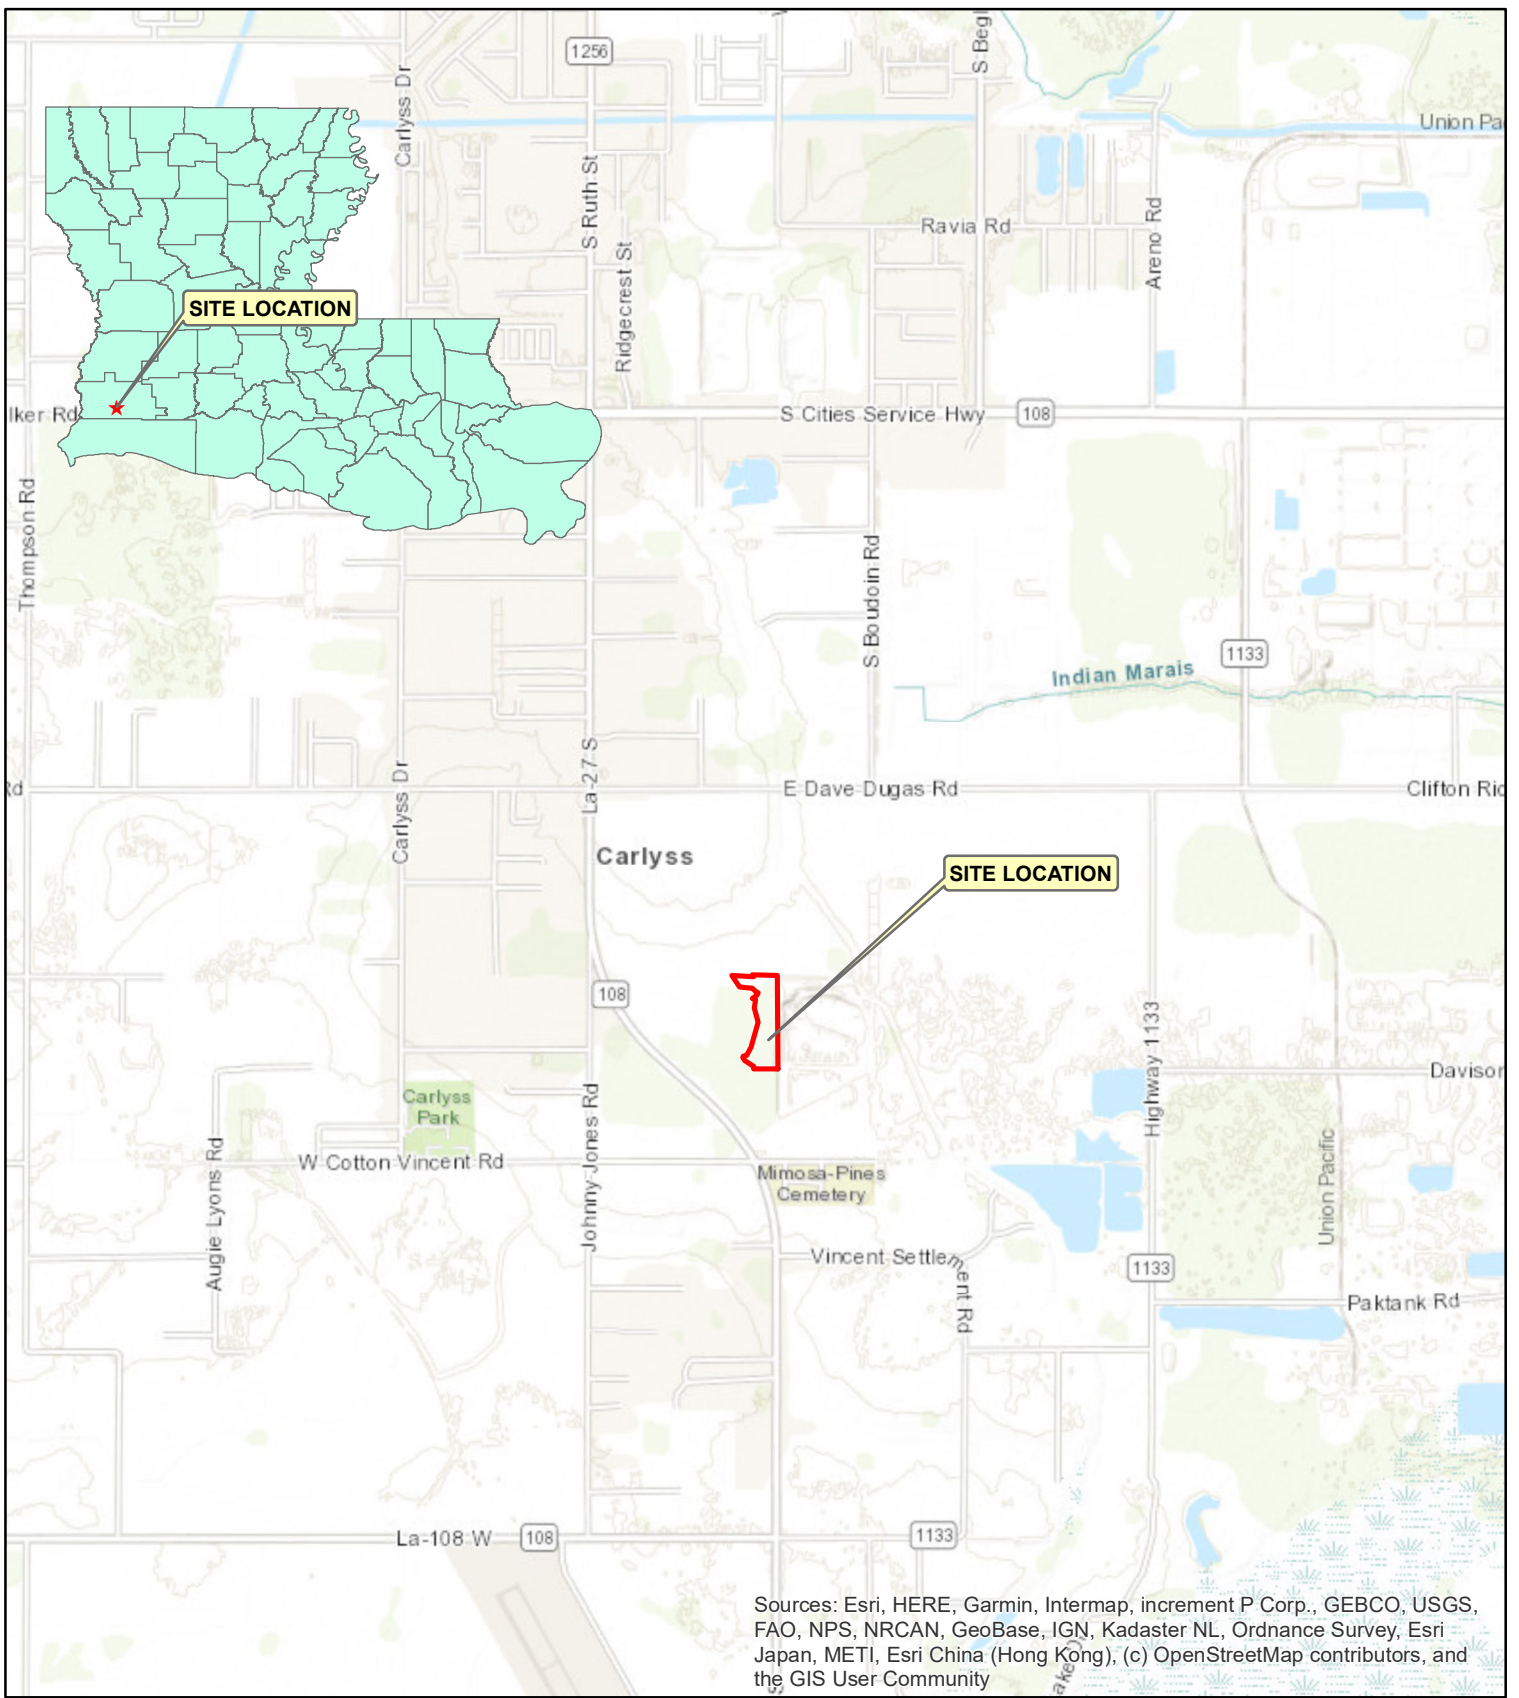 1256
S Begl
Carlyss Dr
Union Pa
S Ruth St
Ravia Rd
Areno Rd
Ridgecrest St
SITE LOCATION
lker Rd
S Cities Service Hwy
108
Thompson Rd
S Boudoin Rd
1133
Indian Marais
La-27 S
Rd
E Dave Dugas Rd
Clifton Ric
Carlyss Dr
Carlyss
SITE LOCATION
108
Highway 1133
Davison
Carlyss
Park
Johnny Jones Rd
W Cotton Vincent Rd
Mimosa-Pines
Cemetery
Augie Lyons Rd
Union Pacific
Vincent Settlement Rd
1133
Paktank Rd
La-108 W
108
1133
Sources: Esri, HERE, Garmin, Intermap, increment P Corp., GEBCO, USGS,
FAO, NPS, NRCAN, GeoBase, IGN, Kadaster NL, Ordnance Survey, Esri
Japan, METI, Esri China (Hong Kong), (c) OpenStreetMap contributors, and
the GIS User Community